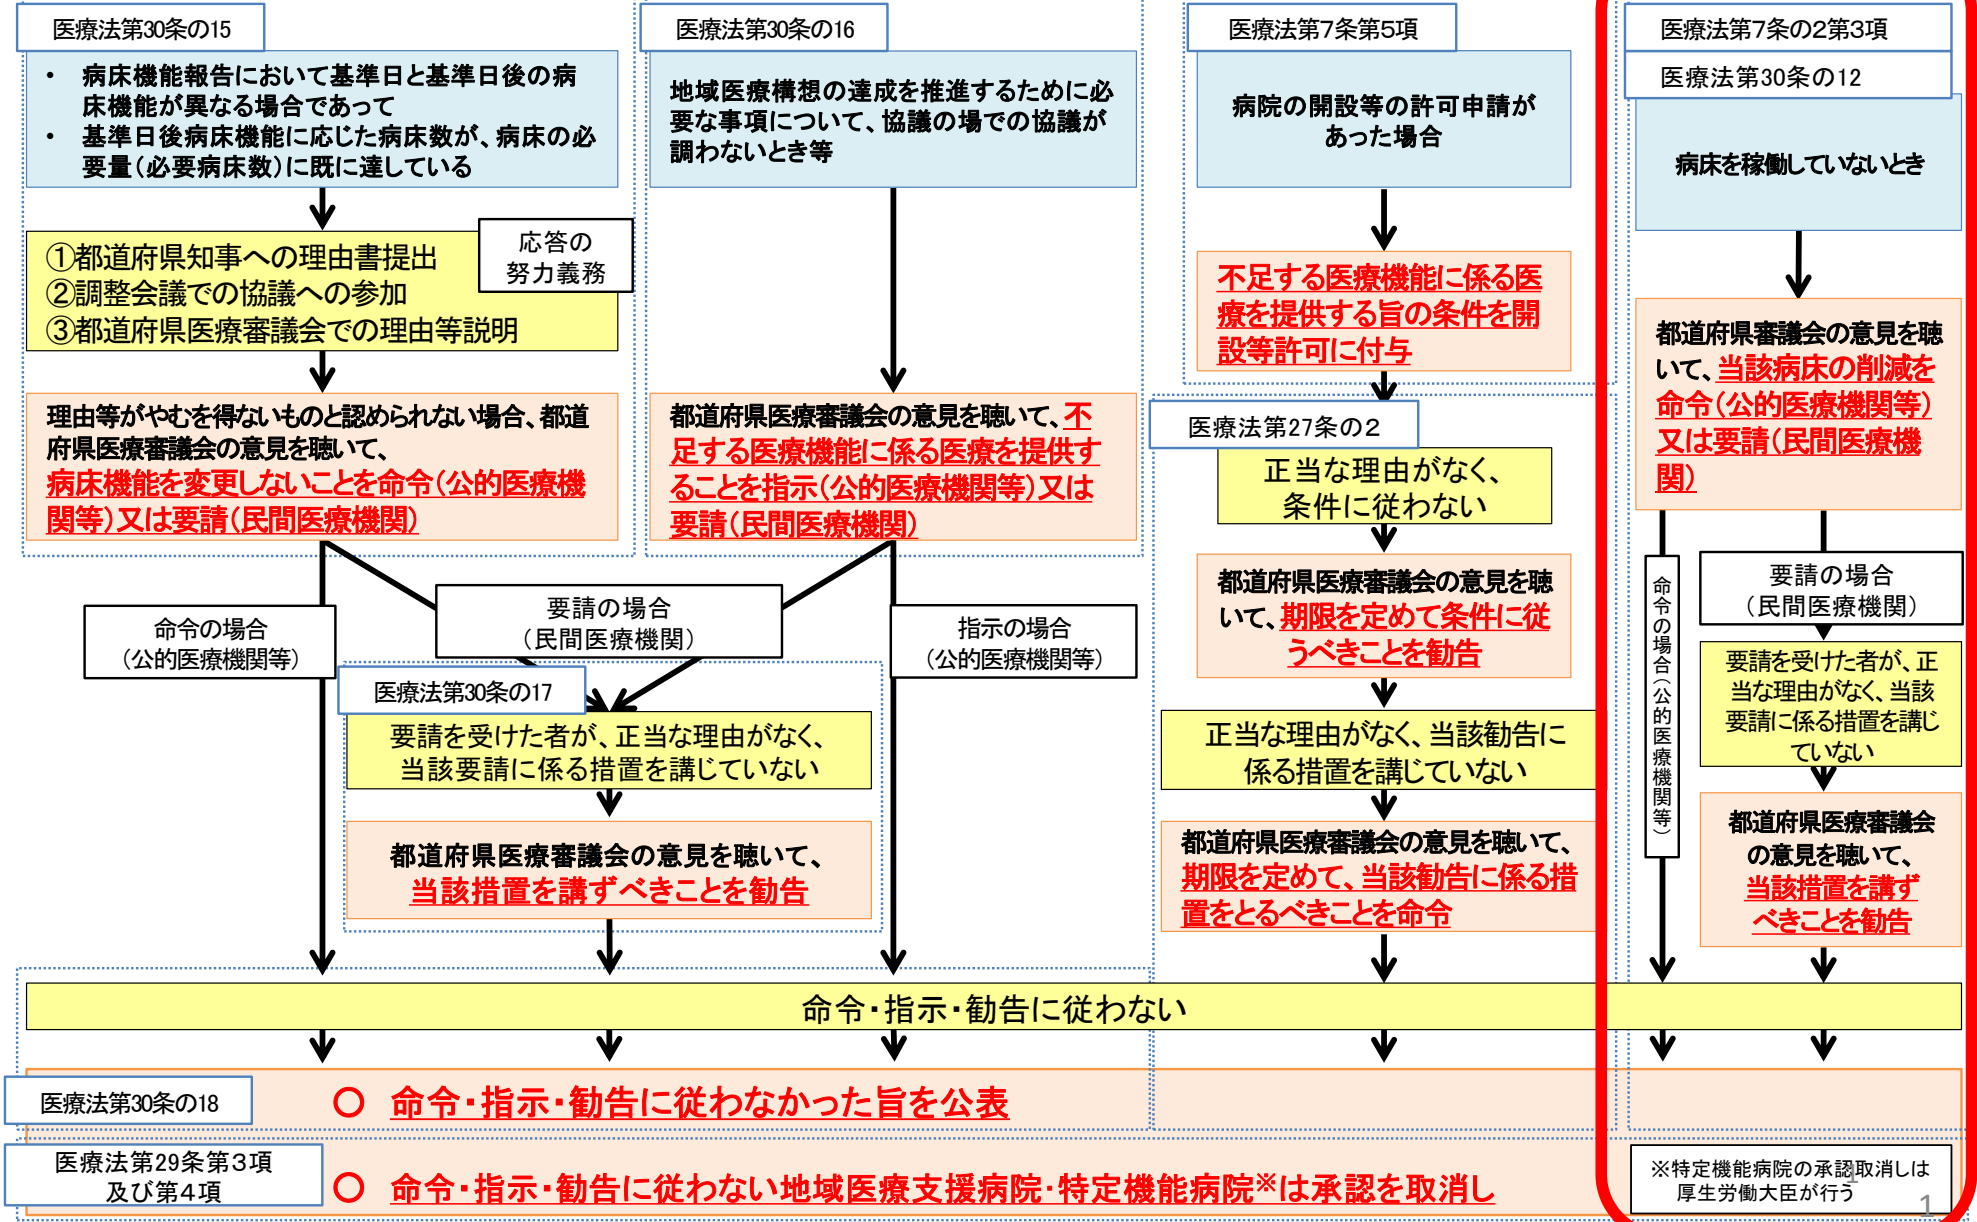 医療法第30条の15
・ 病床機能報告において基準日と基準日後の病
床機能が異なる場合であって
・ 基準日後病床機能に応じた病床数が、病床の必
要量（必要病床数）に既に達している
①都道府県知事への理由書提出
②調整会議での協議への参加
③都道府県医療審議会での理由等説明
応答の
努力義務
理由等がやむを得ないものと認められない場合、都道
府県医療審議会の意見を聴いて、
病床機能を変更しないことを命令（公的医療機
関等）又は要請（民間医療機関）
医療法第30条の16
地域医療構想の達成を推進するために必
要な事項について、協議の場での協議が
調わないとき等
都道府県医療審議会の意見を聴いて、不
足する医療機能に係る医療を提供す
ることを指示（公的医療機関等）又は
要請（民間医療機関）
命令の場合
（公的医療機関等）
要請の場合
（民間医療機関）
指示の場合
（公的医療機関等）
医療法第30条の17
要請を受けた者が、正当な理由がなく、
当該要請に係る措置を講じていない
都道府県医療審議会の意見を聴いて、
当該措置を講ずべきことを勧告
医療法第7条第5項
病院の開設等の許可申請が
あった場合
不足する医療機能に係る医
療を提供する旨の条件を開
設等許可に付与
医療法第27条の2
正当な理由がなく、
条件に従わない
都道府県医療審議会の意見を聴
いて、期限を定めて条件に従
うべきことを勧告
正当な理由がなく、当該勧告に
係る措置を講じていない
都道府県医療審議会の意見を聴いて、
期限を定めて、当該勧告に係る措
置をとるべきことを命令
医療法第7条の2第3項
医療法第30条の12
病床を稼働していないとき
都道府県審議会の意見を聴
いて、当該病床の削減を
命令（公的医療機関等）
又は要請（民間医療機
関）
命令の場合（公的医療機関等）
要請の場合
（民間医療機関）
要請を受けた者が、正
当な理由がなく、当該
要請に係る措置を講じ
ていない
都道府県医療審議会
の意見を聴いて、
当該措置を講ず
べきことを勧告
命令・指示・勧告に従わない
医療法第30条の18
○ 命令・指示・勧告に従わなかった旨を公表
医療法第29条第3項
及び第4項
○ 命令・指示・勧告に従わない地域医療支援病院・特定機能病院※は承認を取消し
※特定機能病院の承認取消しは
厚生労働大臣が行う
1
1